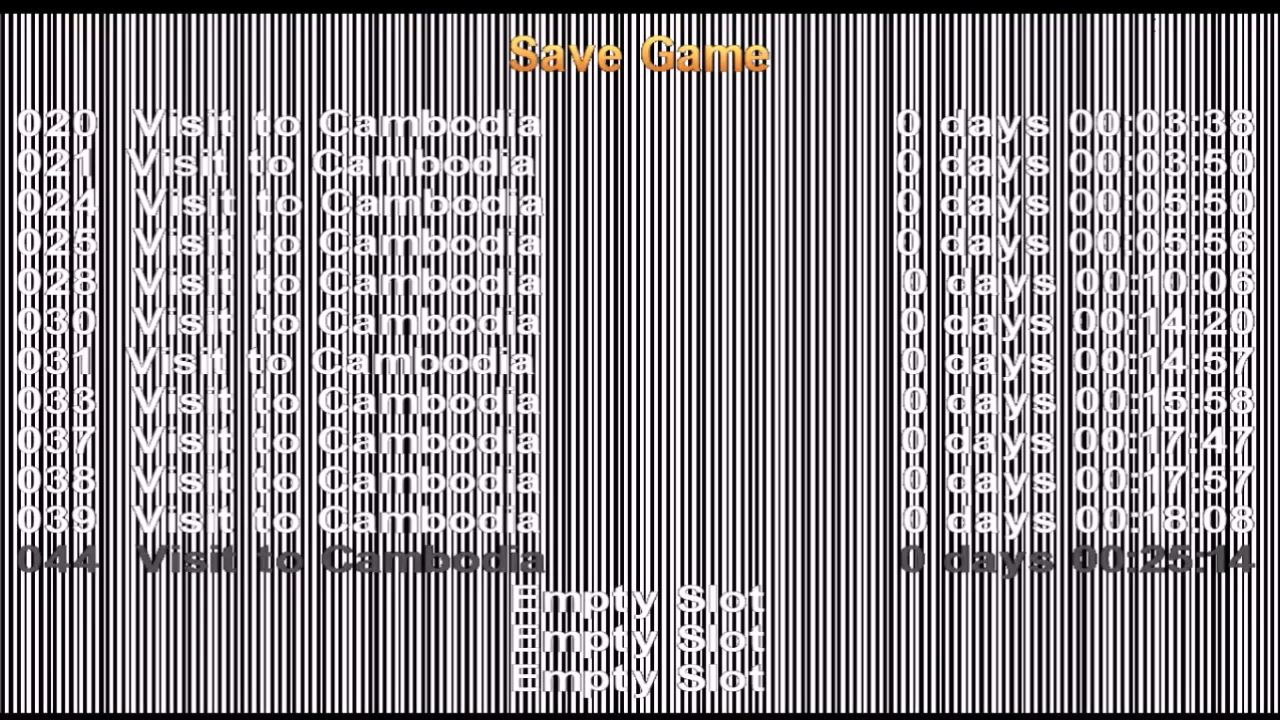 Save Game
020 Visit to Cambodia 0 days 00:03:38
021 Visit to Cambodia 0 days 00:03:50
024 Visit to Cambodia 0 days 00:05:50
025 Visit to Cambodia 0 days 00:05:56
028 Visit to Cambodia 0 days 00:10:06
030 Visit to Cambodia 0 days 00:14:20
031 Visit to Cambodia 0 days 00:14:57
033 Visit to Cambodia 0 days 00:15:58
037 Visit to Cambodia 0 days 00:17:47
038 Visit to Cambodia 0 days 00:17:57
039 Visit to Cambodia 0 days 00:18:08
044 Visit to Cambodia 0 days 00:25:14
Empty Slot
Empty Slot
Empty Slot